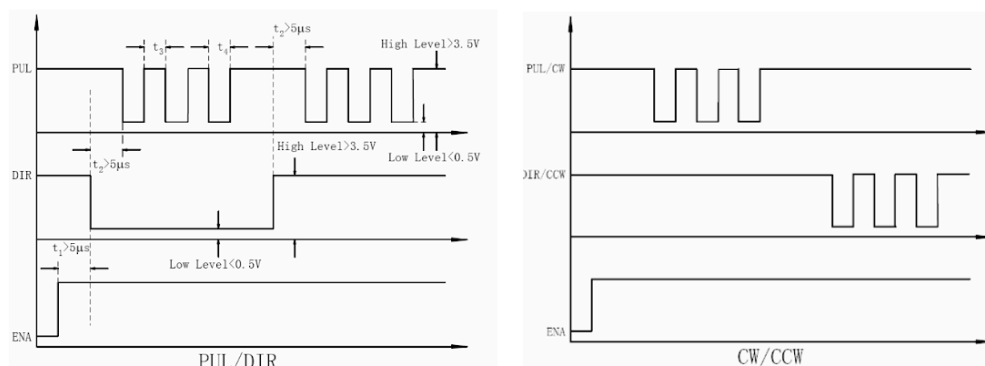 t₂>5μs
High Level>3.5V
t₃
t₄
PUL
Low Level<0.5V
t₂>5μs
High Level>3.5V
DIR
t₁>5μs
Low Level<0.5V
ENA
PUL/DIR
PUL/CW
DIR/CCW
ENA
CW/CCW